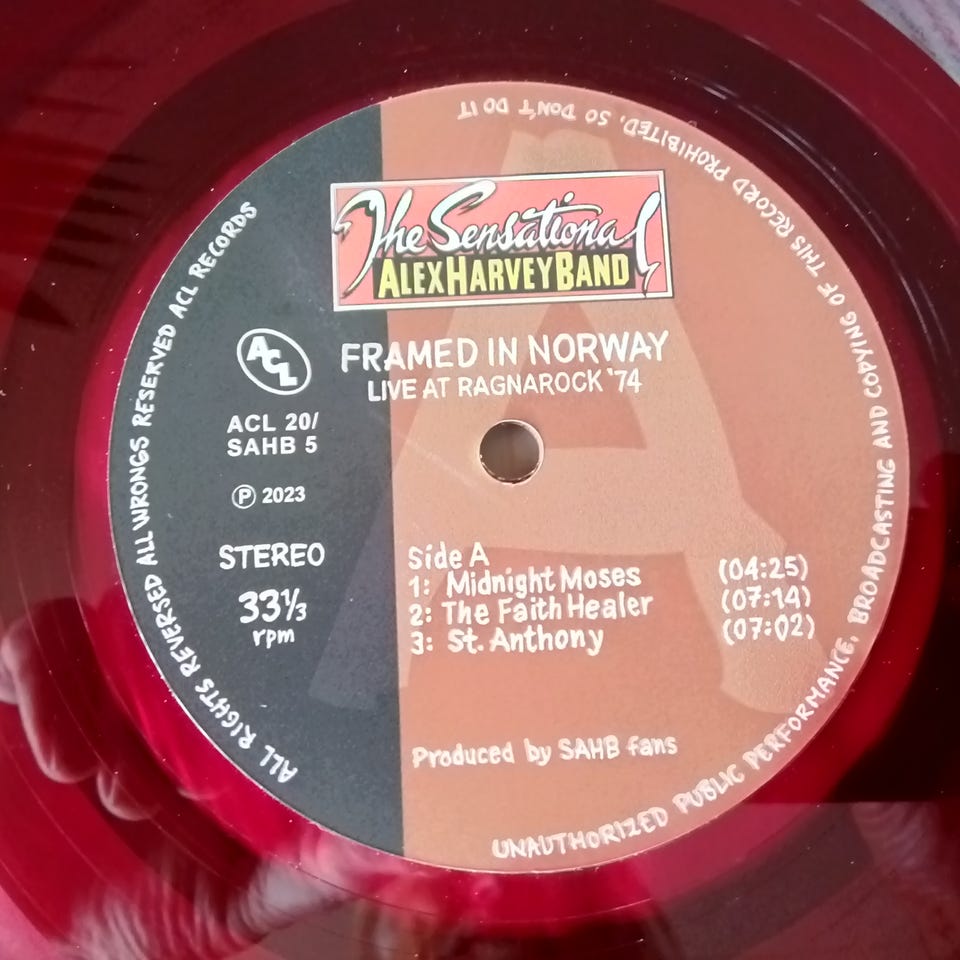 The Sensational
ALEX HARVEY BAND
FRAMED IN NORWAY
LIVE AT RAGNAROCK '74
ACL
ACL 20/
SAHB 5
℗ 2023
STEREO
33⅓
rpm
Side A
1: Midnight Moses (04:25)
2: The Faith Healer (07:14)
3: St. Anthony (07:02)
Produced by SAHB fans
ALL RIGHTS REVERSED ALL WRONGS RESERVED ACL RECORDS
UNAUTHORIZED PUBLIC PERFORMANCE, BROADCASTING AND COPYING OF THIS RECORD PROHIBITED, SO DON'T DO IT